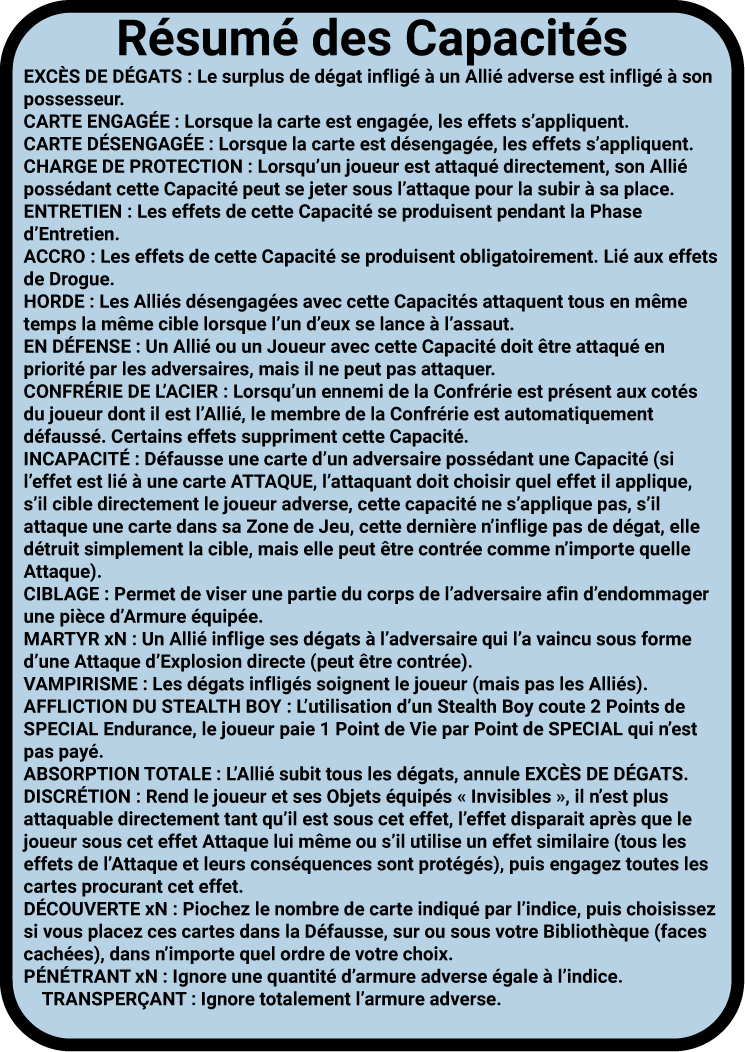 Résumé des Capacités
EXCÈS DE DÉGATS : Le surplus de dégat infligé à un Allié adverse est infligé à son
possesseur.
CARTE ENGAGÉE : Lorsque la carte est engagée, les effets s’appliquent.
CARTE DÉSENGAGÉE : Lorsque la carte est désengagée, les effets s’appliquent.
CHARGE DE PROTECTION : Lorsqu’un joueur est attaqué directement, son Allié
possédant cette Capacité peut se jeter sous l’attaque pour la subir à sa place.
ENTRETIEN : Les effets de cette Capacité se produisent pendant la Phase
d’Entretien.
ACCRO : Les effets de cette Capacité se produisent obligatoirement. Lié aux effets
de Drogue.
HORDE : Les Alliés désengagées avec cette Capacités attaquent tous en même
temps la même cible lorsque l’un d’eux se lance à l’assaut.
EN DÉFENSE : Un Allié ou un Joueur avec cette Capacité doit être attaqué en
priorité par les adversaires, mais il ne peut pas attaquer.
CONFRÉRIE DE L’ACIER : Lorsqu’un ennemi de la Confrérie est présent aux cotés
du joueur dont il est l’Allié, le membre de la Confrérie est automatiquement
défaussé. Certains effets suppriment cette Capacité.
INCAPACITÉ : Défausse une carte d’un adversaire possédant une Capacité (si
l’effet est lié à une carte ATTAQUE, l’attaquant doit choisir quel effet il applique,
s’il cible directement le joueur adverse, cette capacité ne s’applique pas, s’il
attaque une carte dans sa Zone de Jeu, cette dernière n’inflige pas de dégat, elle
détruit simplement la cible, mais elle peut être contrée comme n’importe quelle
Attaque).
CIBLAGE : Permet de viser une partie du corps de l’adversaire afin d’endommager
une pièce d’Armure équipée.
MARTYR xN : Un Allié inflige ses dégats à l’adversaire qui l’a vaincu sous forme
d’une Attaque d’Explosion directe (peut être contrée).
VAMPIRISME : Les dégats infligés soignent le joueur (mais pas les Alliés).
AFFLICTION DU STEALTH BOY : L’utilisation d’un Stealth Boy coute 2 Points de
SPECIAL Endurance, le joueur paie 1 Point de Vie par Point de SPECIAL qui n’est
pas payé.
ABSORPTION TOTALE : L’Allié subit tous les dégats, annule EXCÈS DE DÉGATS.
DISCRÉTION : Rend le joueur et ses Objets équipés « Invisibles », il n’est plus
attaquable directement tant qu’il est sous cet effet, l’effet disparait après que le
joueur sous cet effet Attaque lui même ou s’il utilise un effet similaire (tous les
effets de l’Attaque et leurs conséquences sont protégés), puis engagez toutes les
cartes procurant cet effet.
DÉCOUVERTE xN : Piochez le nombre de carte indiqué par l’indice, puis choisissez
si vous placez ces cartes dans la Défausse, sur ou sous votre Bibliothèque (faces
cachées), dans n’importe quel ordre de votre choix.
PÉNÉTRANT xN : Ignore une quantité d’armure adverse égale à l’indice.
TRANSPERÇANT : Ignore totalement l’armure adverse.